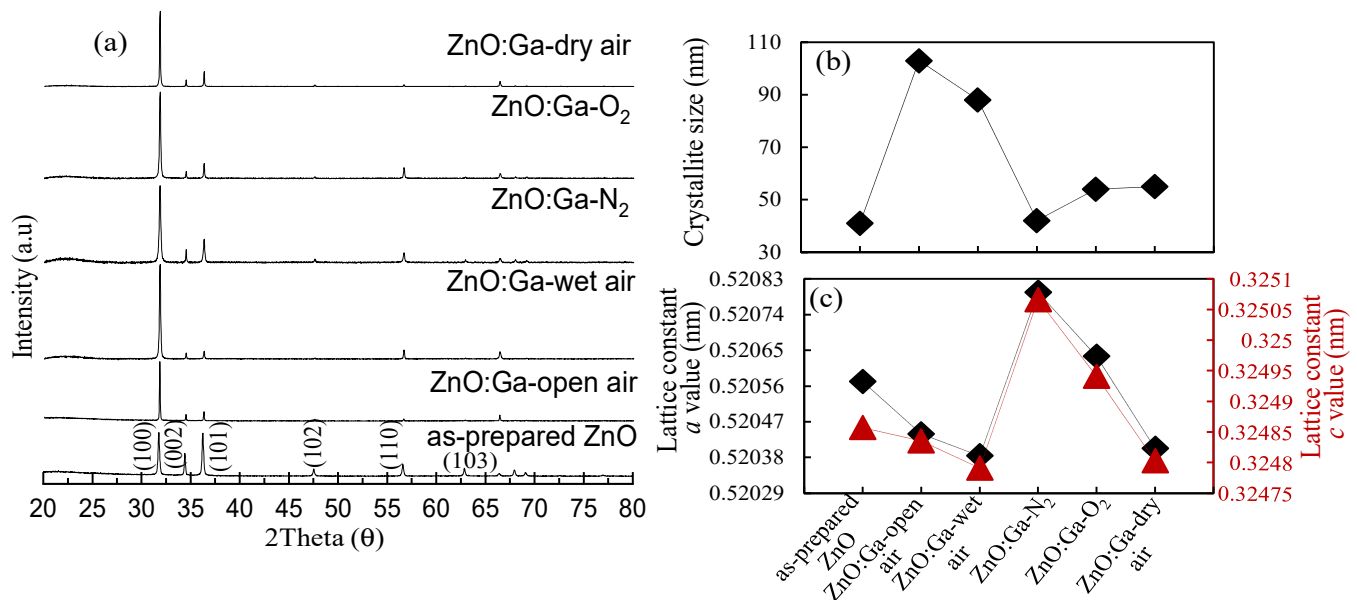 (a)
ZnO:Ga-dry air
ZnO:Ga-O₂
ZnO:Ga-N₂
ZnO:Ga-wet air
ZnO:Ga-open air
as-prepared ZnO
(100)
(002)
(101)
(102)
(110)
(103)
Intensity (a.u)
20 25 30 35 40 45 50 55 60 65 70 75 80
2Theta (θ)
(b)
Crystallite size (nm)
110
90
70
50
30
(c)
Lattice constant
a value (nm)
0.52083
0.52074
0.52065
0.52056
0.52047
0.52038
0.52029
0.3251
0.32505
0.325
0.32495
0.3249
0.32485
0.3248
0.32475
Lattice constant
c value (nm)
as-prepared
ZnO
ZnO:Ga-open
air
ZnO:Ga-wet
air
ZnO:Ga-N₂
ZnO:Ga-O₂
ZnO:Ga-dry
air